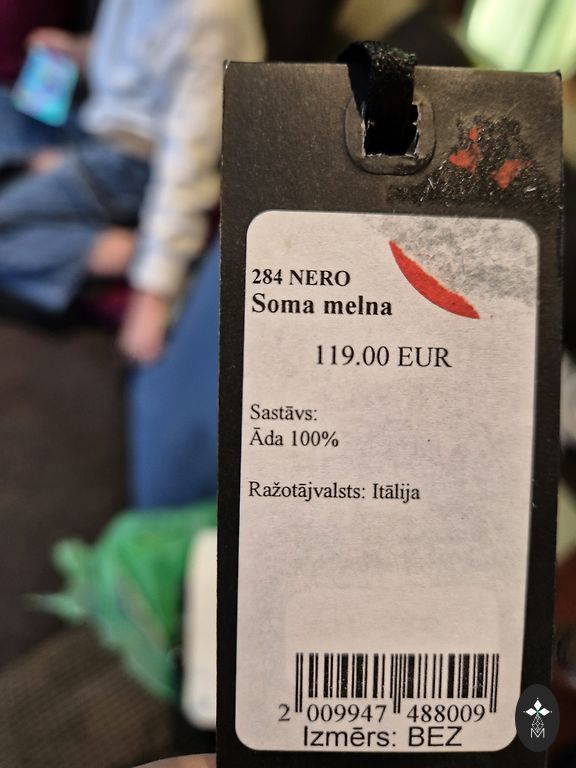 284 NERO
Soma melna
119.00 EUR
Sastāvs:
Āda 100%
Ražotājvalsts: Itālija
2 009947 488009
Izmērs: BEZ